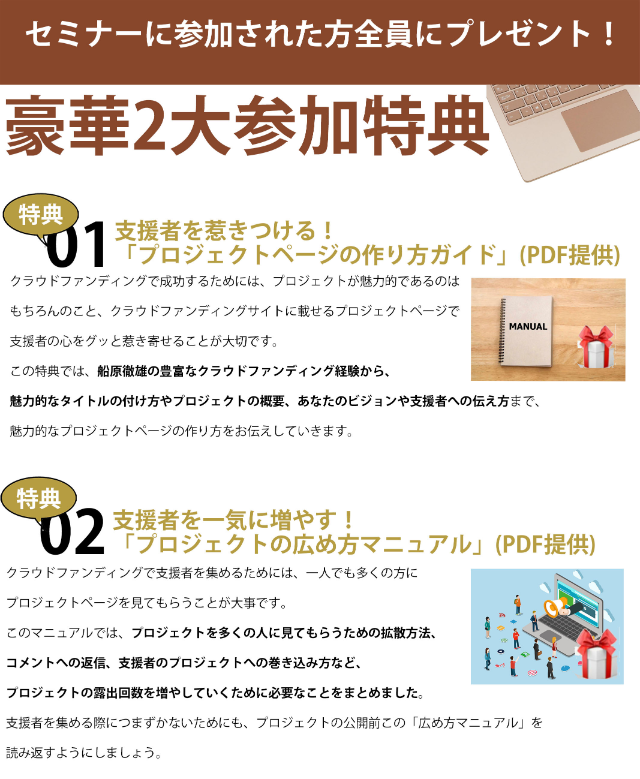 セミナーに参加された方全員にプレゼント！
豪華2大参加特典
特典
01
支援者を惹きつける！
「プロジェクトページの作り方ガイド」(PDF提供)
クラウドファンディングで成功するためには、プロジェクトが魅力的であるのは
もちろんのこと、クラウドファンディングサイトに載せるプロジェクトページで
支援者の心をグッと惹き寄せることが大切です。
MANUAL
この特典では、船原徹雄の豊富なクラウドファンディング経験から、
魅力的なタイトルの付け方やプロジェクトの概要、あなたのビジョンや支援者への伝え方まで、
魅力的なプロジェクトページの作り方をお伝えしていきます。
特典
02
支援者を一気に増やす！
「プロジェクトの広め方マニュアル」(PDF提供)
クラウドファンディングで支援者を集めるためには、一人でも多くの方に
プロジェクトページを見てもらうことが大事です。
このマニュアルでは、プロジェクトを多くの人に見てもらうための拡散方法、
コメントへの返信、支援者のプロジェクトへの巻き込み方など、
プロジェクトの露出回数を増やしていくために必要なことをまとめました。
支援者を集める際につまずかないためにも、プロジェクトの公開前この「広め方マニュアル」を
読み返すようにしましょう。